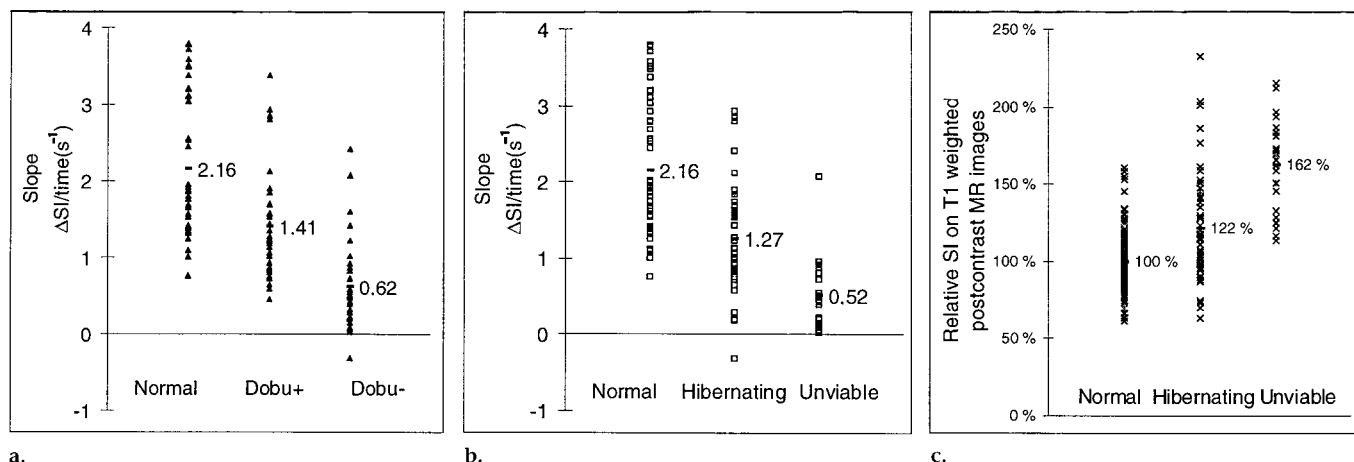 4
3
2
1
0
-1
Slope
ΔSI/time(s⁻¹)
2.16
1.41
0.62
Normal Dobu+ Dobu-
a.
4
3
2
1
0
-1
Slope
ΔSI/time(s⁻¹)
2.16
1.27
0.52
Normal Hibernating Unviable
b.
250 %
200 %
150 %
100 %
50 %
0 %
Relative SI on T1 weighted
postcontrast MR images
100 %
122 %
162 %
Normal Hibernating Unviable
c.